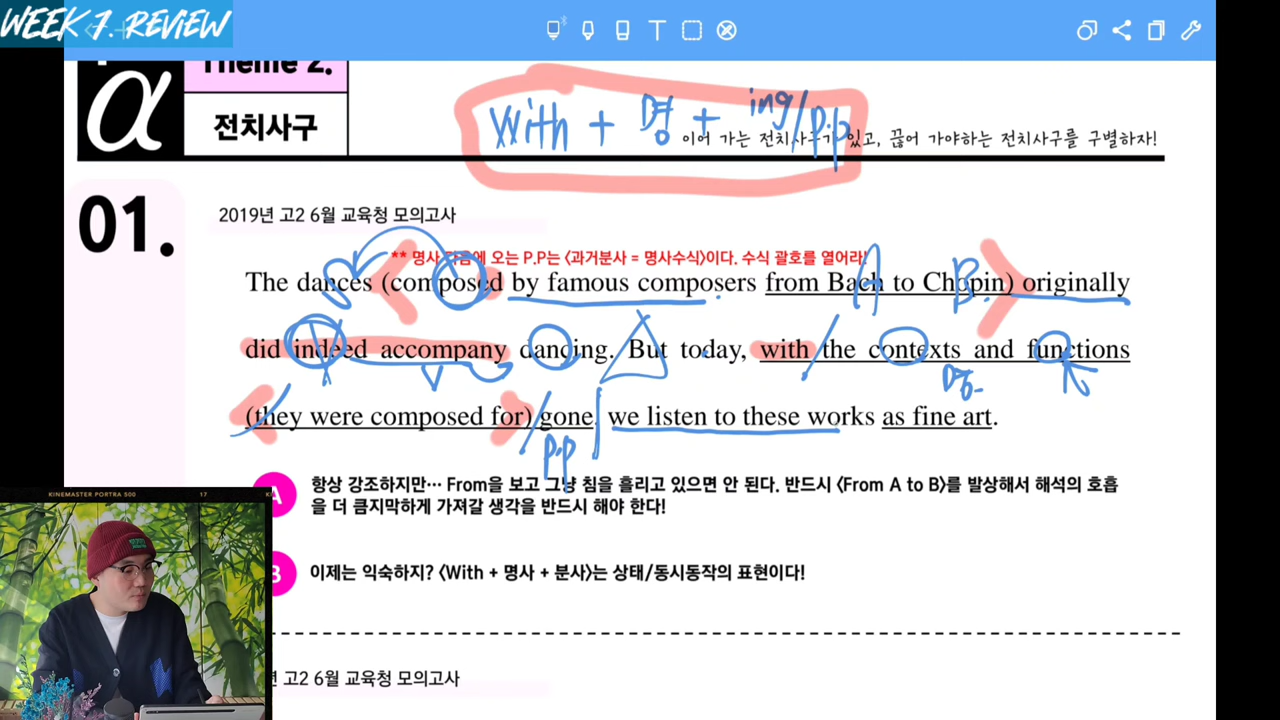 WEEK 7. REVIEW
T
Theme 2.
α
전치사구
With + 명 + ing/p.p
이어 가는 전치사구가 있고, 끊어 가야하는 전치사구를 구별하자!
01.
2019년 고2 6월 교육청 모의고사
** 명사 다음에 오는 P.P는 <과거분사 = 명사수식>이다. 수식 괄호를 열어라!
The dances (composed by famous composers from Bach to Chopin) originally
A B
did indeed accompany dancing. But today, with the contexts and functions
V 명
(they were composed for) gone, we listen to these works as fine art.
p.p
A 항상 강조하지만… From을 보고 그냥 침을 흘리고 있으면 안 된다. 반드시 <From A to B>를 발상해서 해석의 호흡
을 더 큼지막하게 가져갈 생각을 반드시 해야 한다!
B 이제는 익숙하지? <With + 명사 + 분사>는 상태/동시동작의 표현이다!
KINEMASTER PORTRA 500 17
고2 6월 교육청 모의고사